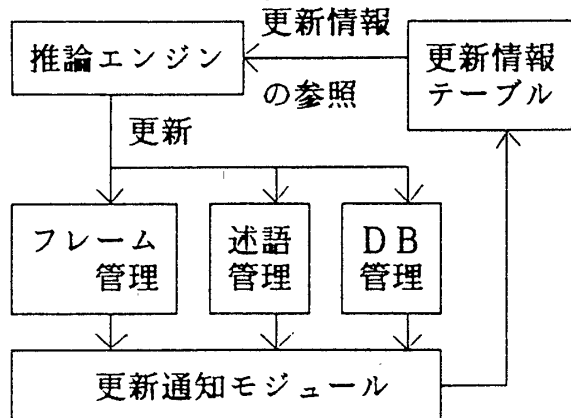 推論エンジン
更新情報
の参照
更新情報
テーブル
更新
フレーム
管理
述語
管理
DB
管理
更新通知モジュール